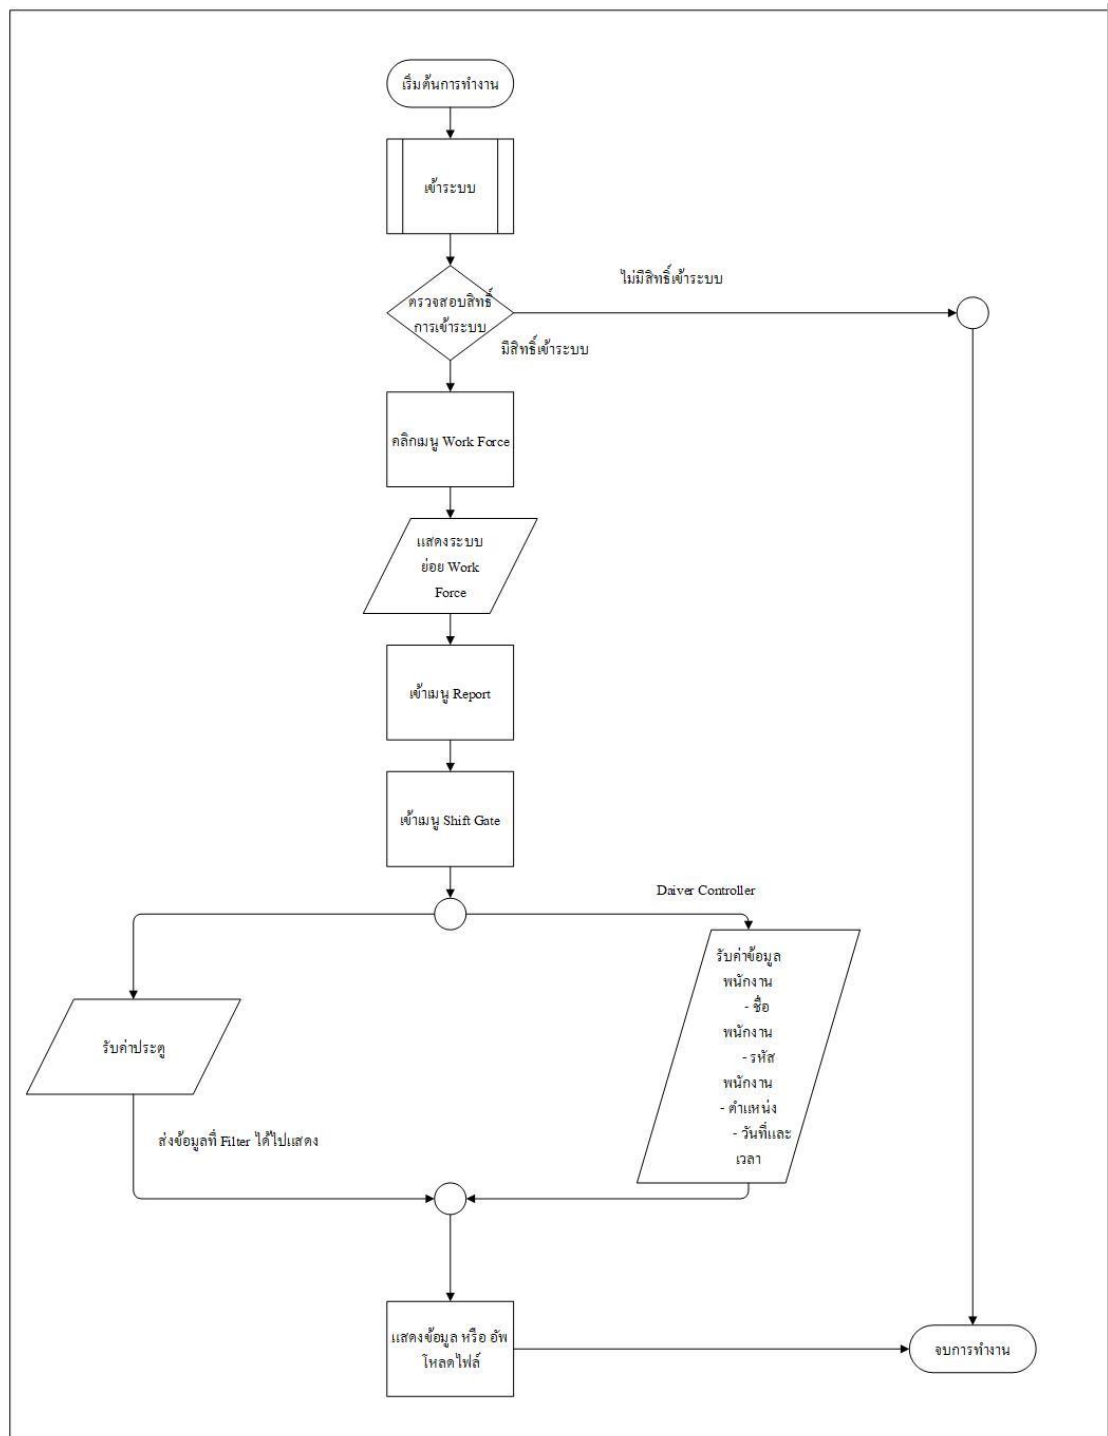 เริ่มต้นการทำงาน
เข้าระบบ
ไม่มีสิทธิ์เข้าระบบ
ตรวจสอบสิทธิ์
การเข้าระบบ
มีสิทธิ์เข้าระบบ
คลิกเมนู Work Force
แสดงระบบ
ย่อย Work
Force
เข้าเมนู Report
เข้าเมนู Shift Gate
Daiver Controller
รับค่าข้อมูล
พนักงาน
- ชื่อ
พนักงาน
- รหัส
พนักงาน
- ตำแหน่ง
- วันที่และ
เวลา
รับค่าประตู
ส่งข้อมูลที่ Filter ได้ไปแสดง
แสดงข้อมูล หรือ อัพ
โหลดไฟล์
จบการทำงาน